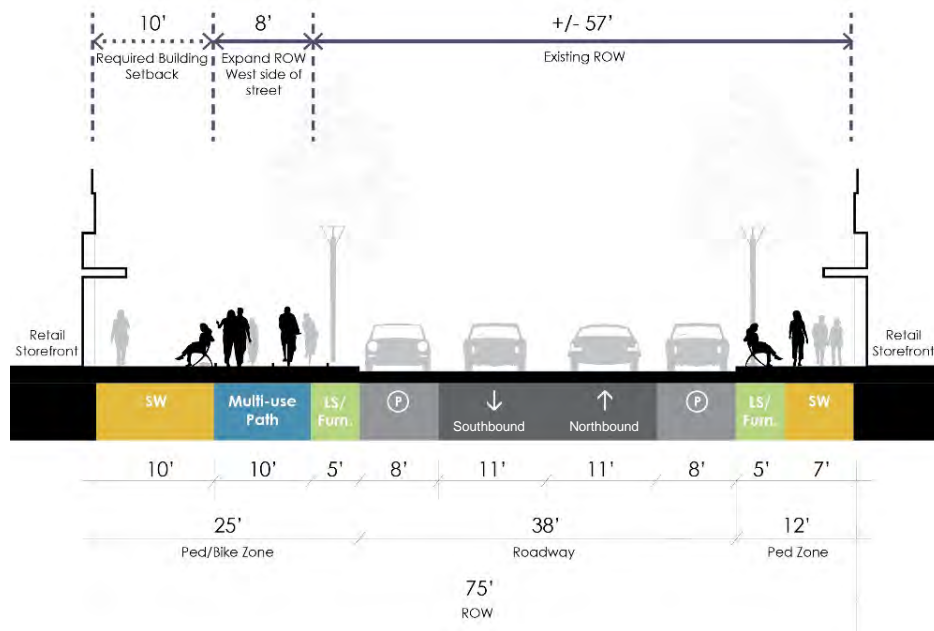 10’
8’
+/- 57’
Required Building
Setback
Expand ROW
West side of
street
Existing ROW
Retail
Storefront
Retail
Storefront
SW
Multi-use
Path
LS/
Furn.
P
Southbound
Northbound
P
LS/
Furn.
SW
10’
10’
5’
8’
11’
11’
8’
5’
7’
25’
38’
12’
Ped/Bike Zone
Roadway
Ped Zone
75’
ROW